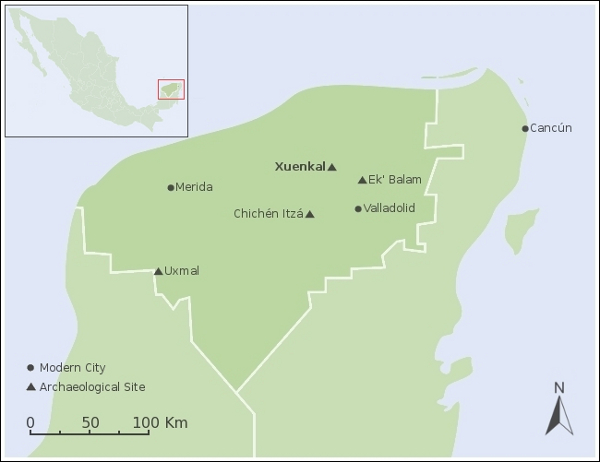 Cancún
Xuenkal
Ek' Balam
Merida
Valladolid
Chichén Itzá
Uxmal
Modern City
Archaeological Site
0 50 100 Km
N